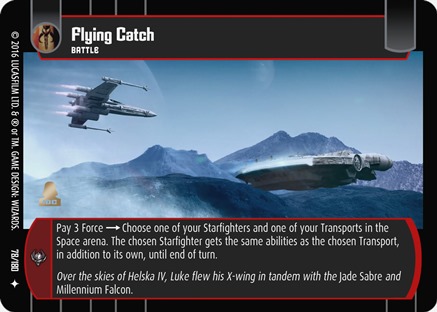 Flying Catch
BATTLE
Pay 3 Force → Choose one of your Starfighters and one of your Transports in the
Space arena. The chosen Starfighter gets the same abilities as the chosen Transport,
in addition to its own, until end of turn.
Over the skies of Helska IV, Luke flew his X-wing in tandem with the Jade Sabre and
Millennium Falcon.
© 2016 LUCASFILM LTD. & ® or TM. GAME DESIGN: WIZARDS.
78/180